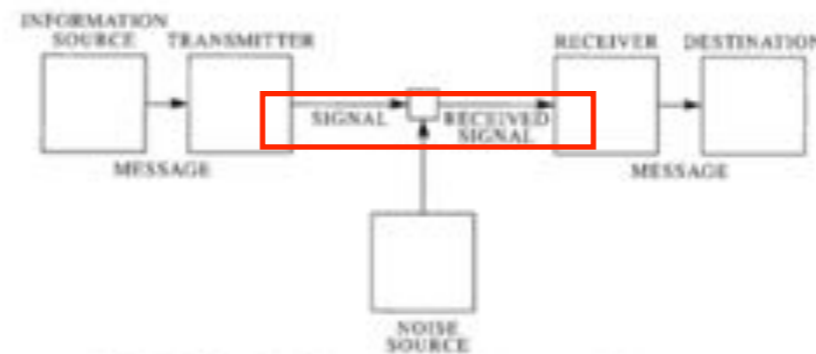 INFORMATION
SOURCE
TRANSMITTER
RECEIVER
DESTINATION
SIGNAL
RECEIVED
SIGNAL
MESSAGE
MESSAGE
NOISE
SOURCE